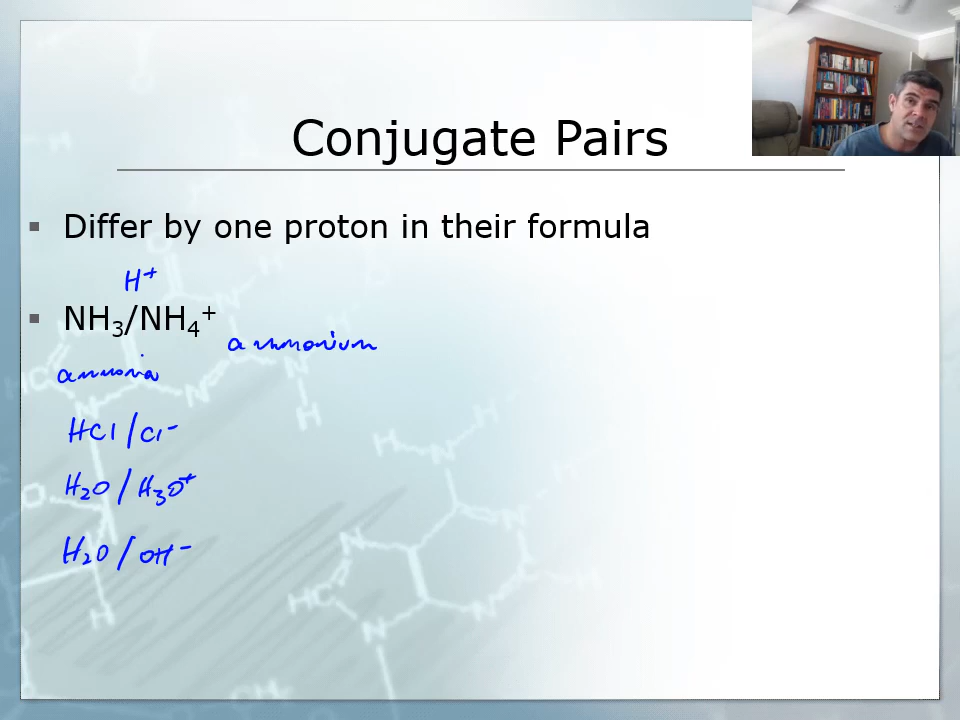 Conjugate Pairs
▪ Differ by one proton in their formula
H⁺
▪ NH₃/NH₄⁺
ammonium
ammonia
HCl / Cl⁻
H₂O / H₃O⁺
H₂O / OH⁻